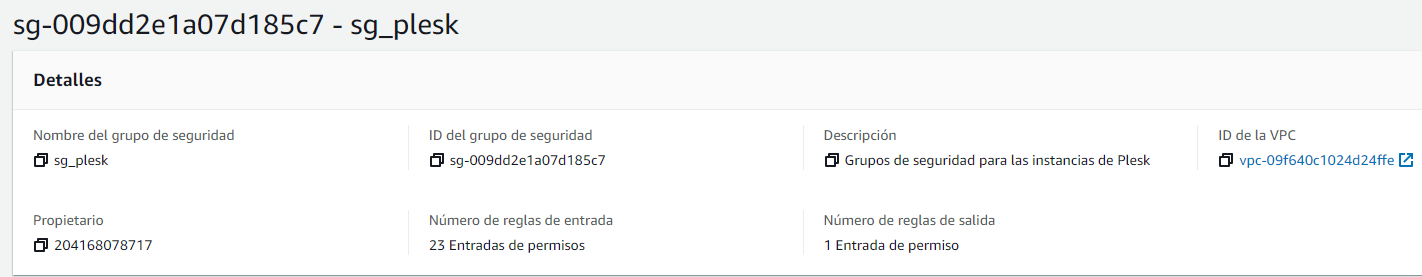 sg-009dd2e1a07d185c7 - sg_plesk
Detalles
Nombre del grupo de seguridad
sg_plesk
ID del grupo de seguridad
sg-009dd2e1a07d185c7
Descripción
Grupos de seguridad para las instancias de Plesk
ID de la VPC
vpc-09f640c1024d24ffe
Propietario
204168078717
Número de reglas de entrada
23 Entradas de permisos
Número de reglas de salida
1 Entrada de permiso